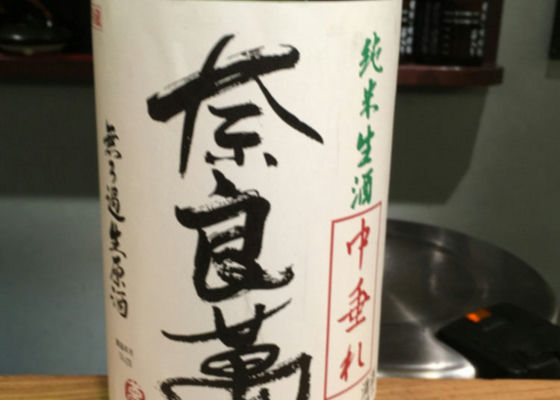 純米生酒
中垂れ
奈良萬
無ろ過生原酒